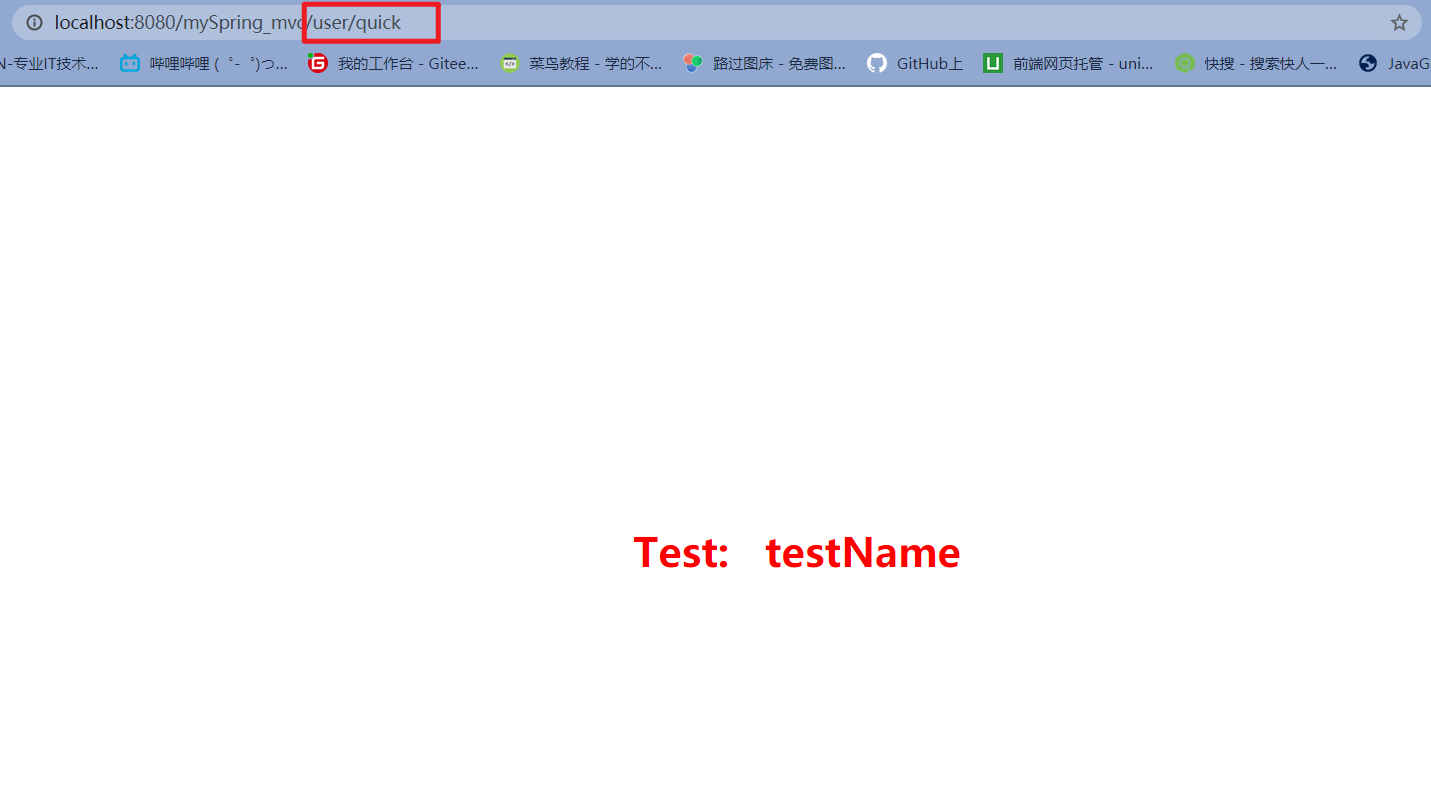 localhost:8080/mySpring_mvc/user/quick
N-专业IT技术... 哔哩哔哩 ( ゜- ゜)つ... 我的工作台 - Gitee... 菜鸟教程 - 学的不... 路过图床 - 免费图... GitHub上 前端网页托管 - uni... 快搜 - 搜索快人一... JavaG
Test: testName